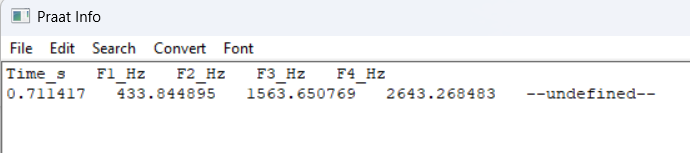 Praat Info
File Edit Search Convert Font
Time_s F1_Hz F2_Hz F3_Hz F4_Hz
0.711417 433.844895 1563.650769 2643.268483 --undefined--